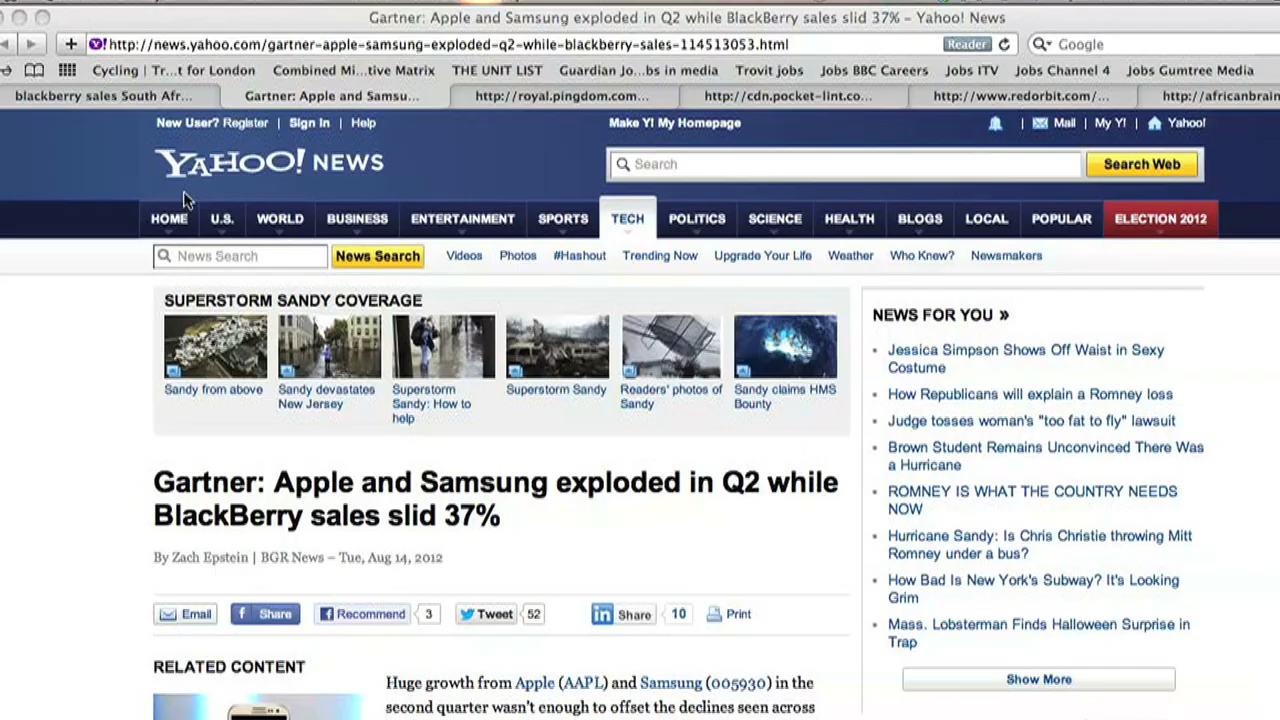 Gartner: Apple and Samsung exploded in Q2 while BlackBerry sales slid 37% – Yahoo! News
http://news.yahoo.com/gartner-apple-samsung-exploded-q2-while-blackberry-sales-114513053.html
Reader
Google
Cycling | Tr...t for London Combined Mi...tive Matrix THE UNIT LIST Guardian Jo...bs in media Trovit jobs Jobs BBC Careers Jobs ITV Jobs Channel 4 Jobs Gumtree Media
blackberry sales South Afr... Gartner: Apple and Samsu... http://royal.pingdom.com... http://cdn.pocket-lint.co... http://www.redorbit.com/... http://africanbrain
New User? Register | Sign In | Help Make Y! My Homepage | Mail | My Y! | Yahoo!
YAHOO! NEWS
Search
Search Web
HOME U.S. WORLD BUSINESS ENTERTAINMENT SPORTS TECH POLITICS SCIENCE HEALTH BLOGS LOCAL POPULAR ELECTION 2012
News Search News Search Videos Photos #Hashout Trending Now Upgrade Your Life Weather Who Knew? Newsmakers
SUPERSTORM SANDY COVERAGE
Sandy from above
Sandy devastates
New Jersey
Superstorm
Sandy: How to
help
Superstorm Sandy
Readers' photos of
Sandy
Sandy claims HMS
Bounty
Gartner: Apple and Samsung exploded in Q2 while
BlackBerry sales slid 37%
By Zach Epstein | BGR News – Tue, Aug 14, 2012
Email Share Recommend 3 Tweet 52 Share 10 Print
RELATED CONTENT
Huge growth from Apple (AAPL) and Samsung (005930) in the
second quarter wasn't enough to offset the declines seen across
NEWS FOR YOU »
Jessica Simpson Shows Off Waist in Sexy
Costume
How Republicans will explain a Romney loss
Judge tosses woman's "too fat to fly" lawsuit
Brown Student Remains Unconvinced There Was
a Hurricane
ROMNEY IS WHAT THE COUNTRY NEEDS
NOW
Hurricane Sandy: Is Chris Christie throwing Mitt
Romney under a bus?
How Bad Is New York's Subway? It's Looking
Grim
Mass. Lobsterman Finds Halloween Surprise in
Trap
Show More